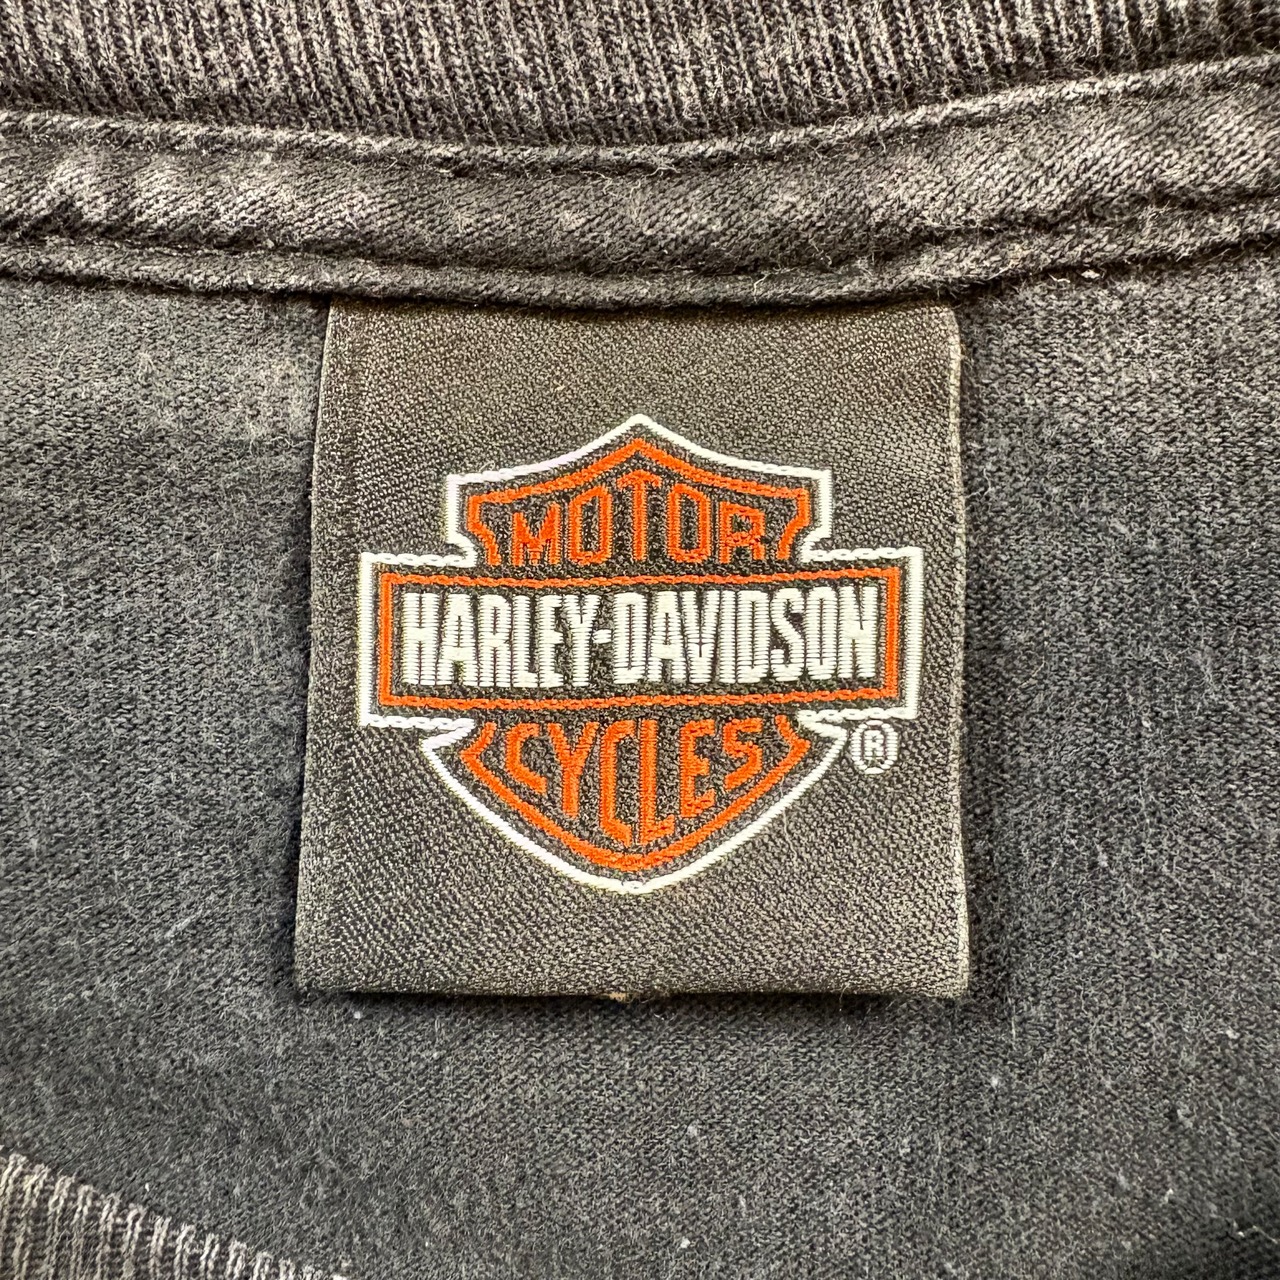 MOTOR
HARLEY-DAVIDSON
CYCLES
®